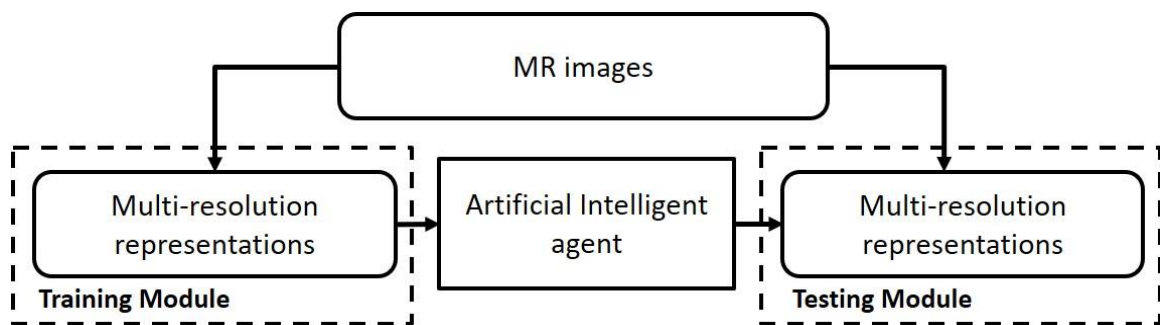 MR images
Multi-resolution
representations
Training Module
Artificial Intelligent
agent
Multi-resolution
representations
Testing Module